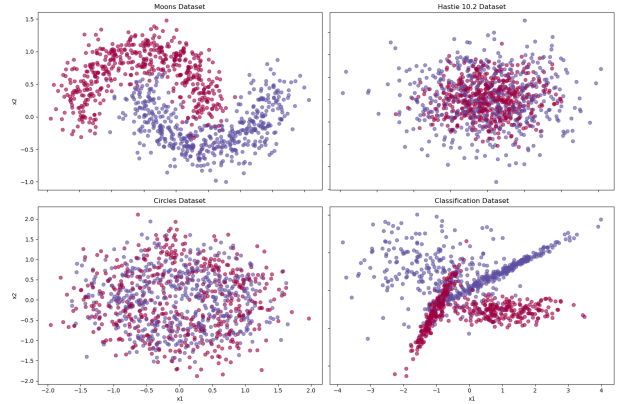 Moons Dataset
Hastie 10.2 Dataset
1.5
1.0
0.5
x2
0.0
−0.5
−1.0
Circles Dataset
Classification Dataset
2.0
1.5
1.0
0.5
x2
0.0
−0.5
−1.0
−1.5
−2.0
−2.0 −1.5 −1.0 −0.5 0.0 0.5 1.0 1.5 2.0
−4 −3 −2 −1 0 1 2 3 4
x1
x1